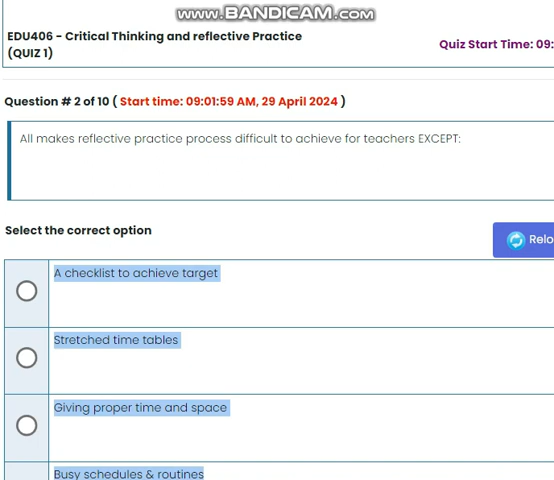 www.BANDICAM.com
EDU406 - Critical Thinking and reflective Practice
(QUIZ 1)
Quiz Start Time: 09:
Question # 2 of 10 ( Start time: 09:01:59 AM, 29 April 2024 )
All makes reflective practice process difficult to achieve for teachers EXCEPT:
Select the correct option
Relo
A checklist to achieve target
Stretched time tables
Giving proper time and space
Busy schedules & routines